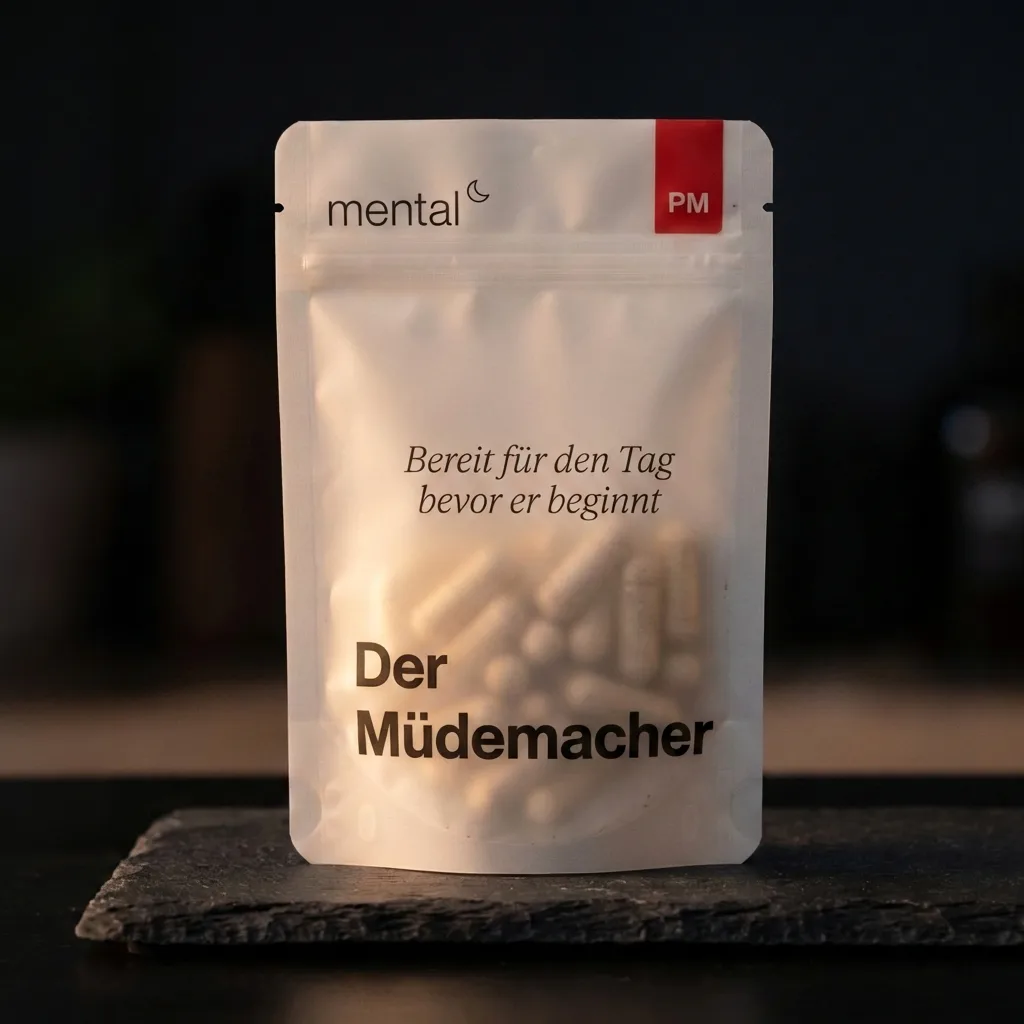 mental
PM
Bereit für den Tag
bevor er beginnt
Der
Müdemacher